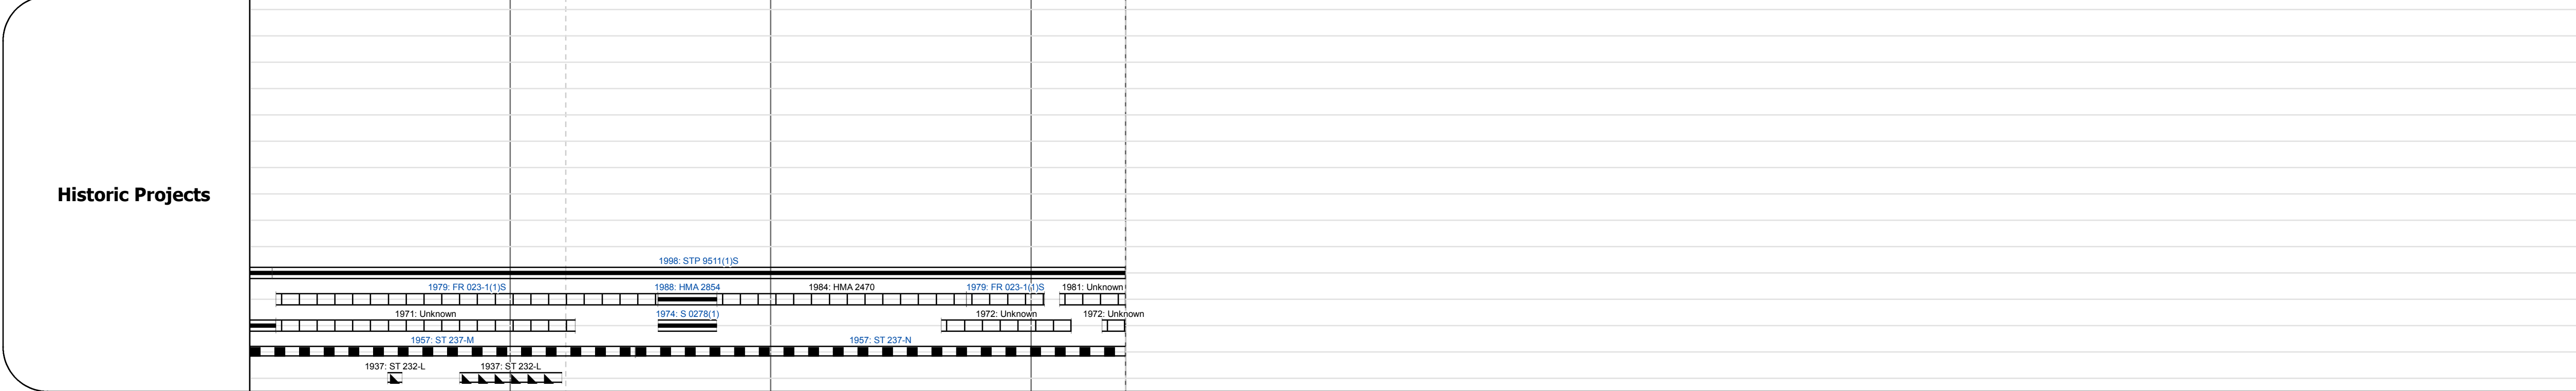 Historic Projects
1998: STP 9511(1)S
1979: FR 023-1(1)S
1988: HMA 2854
1984: HMA 2470
1979: FR 023-1(1)S
1981: Unknown
1971: Unknown
1974: S 0278(1)
1972: Unknown
1972: Unknown
1957: ST 237-M
1957: ST 237-N
1937: ST 232-L
1937: ST 232-L